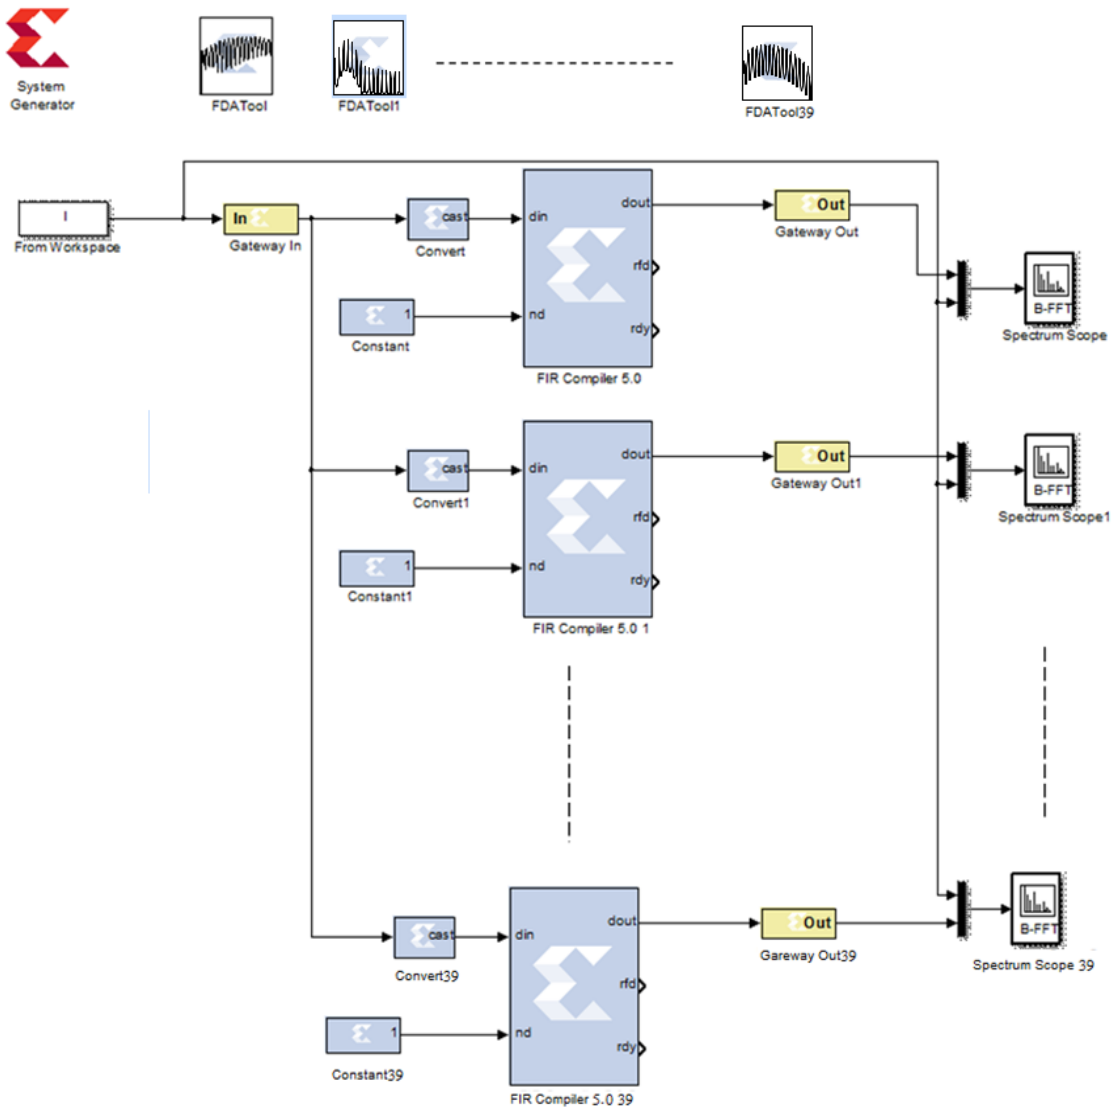 System
Generator
FDATool
FDATool1
FDATool39
I
From Workspace
In
Gateway In
cast
Convert
1
Constant
din
nd
dout
rfd
rdy
FIR Compiler 5.0
Out
Gateway Out
B-FFT
Spectrum Scope
cast
Convert1
1
Constant1
din
nd
dout
rfd
rdy
FIR Compiler 5.0 1
Out
Gateway Out1
B-FFT
Spectrum Scope1
cast
Convert39
1
Constant39
din
nd
dout
rfd
rdy
FIR Compiler 5.0 39
Out
Gareway Out39
B-FFT
Spectrum Scope 39